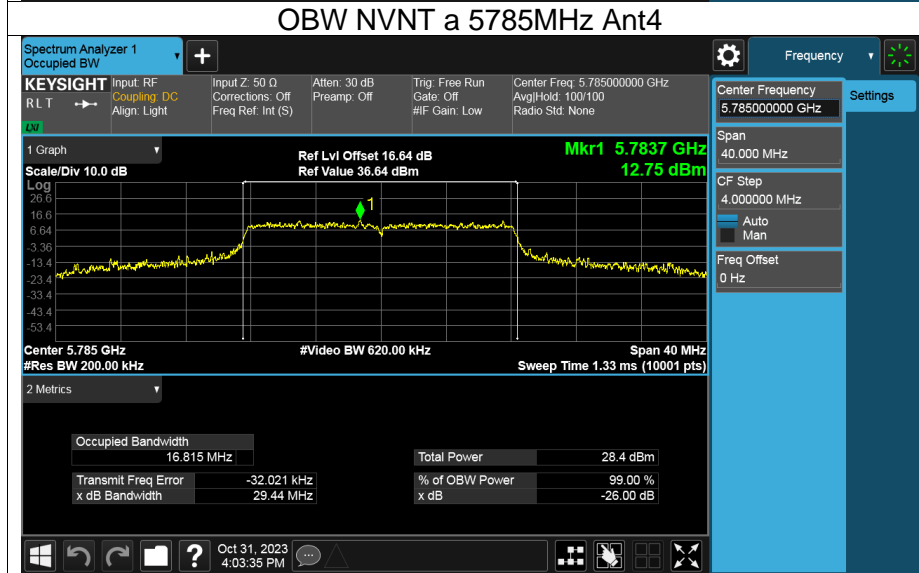 OBW NVNT a 5785MHz Ant4
Spectrum Analyzer 1
Occupied BW
+
Frequency
KEYSIGHT
R L T
LXI
Input: RF
Coupling: DC
Align: Light
Input Z: 50 Ω
Corrections: Off
Freq Ref: Int (S)
Atten: 30 dB
Preamp: Off
Trig: Free Run
Gate: Off
#IF Gain: Low
Center Freq: 5.785000000 GHz
Avg|Hold: 100/100
Radio Std: None
Center Frequency
5.785000000 GHz
Settings
Span
40.000 MHz
CF Step
4.000000 MHz
Auto
Man
Freq Offset
0 Hz
1 Graph
Scale/Div 10.0 dB
Ref Lvl Offset 16.64 dB
Ref Value 36.64 dBm
Mkr1 5.7837 GHz
12.75 dBm
Log
26.6
16.6
6.64
-3.36
-13.4
-23.4
-33.4
-43.4
-53.4
1
Center 5.785 GHz
#Res BW 200.00 kHz
#Video BW 620.00 kHz
Span 40 MHz
Sweep Time 1.33 ms (10001 pts)
2 Metrics
Occupied Bandwidth
16.815 MHz
Transmit Freq Error -32.021 kHz
x dB Bandwidth 29.44 MHz
Total Power 28.4 dBm
% of OBW Power 99.00 %
x dB -26.00 dB
?
Oct 31, 2023
4:03:35 PM